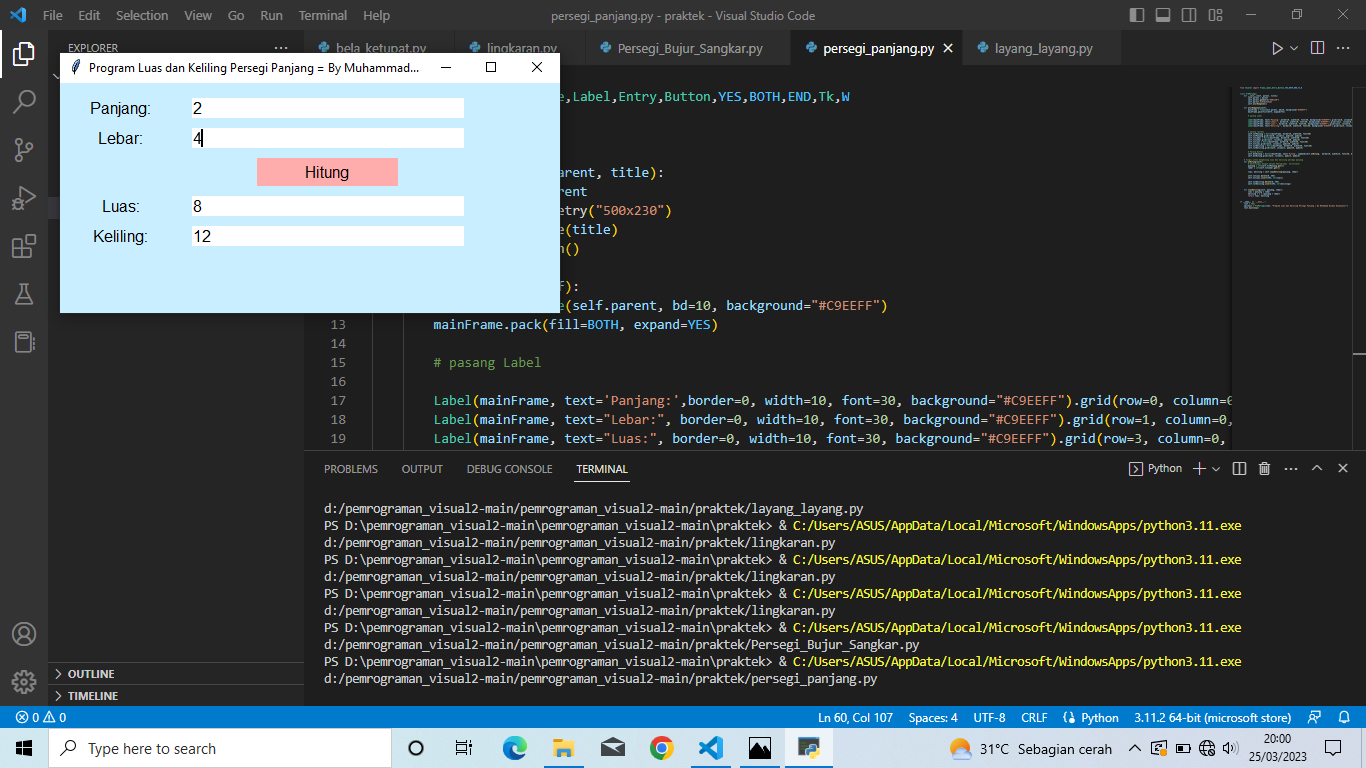 File Edit Selection View Go Run Terminal Help
persegi_panjang.py - praktek - Visual Studio Code
EXPLORER
bela_ketupat.py lingkaran.py Persegi_Bujur_Sangkar.py persegi_panjang.py layang_layang.py
Program Luas dan Keliling Persegi Panjang = By Muhammad...
Panjang: 2
Lebar: 4
Hitung
Luas: 8
Keliling: 12
,Label,Entry,Button,YES,BOTH,END,Tk,W
arent, title):
rent
etry("500x230")
e(title)
n()
f):
e(self.parent, bd=10, background="#C9EEFF")
13 mainFrame.pack(fill=BOTH, expand=YES)
14
15 # pasang Label
16
17 Label(mainFrame, text='Panjang:',border=0, width=10, font=30, background="#C9EEFF").grid(row=0, column=0
18 Label(mainFrame, text="Lebar:", border=0, width=10, font=30, background="#C9EEFF").grid(row=1, column=0,
19 Label(mainFrame, text="Luas:", border=0, width=10, font=30, background="#C9EEFF").grid(row=3, column=0,
PROBLEMS OUTPUT DEBUG CONSOLE TERMINAL
Python
d:/pemrograman_visual2-main/pemrograman_visual2-main/praktek/layang_layang.py
PS D:\pemrograman_visual2-main\pemrograman_visual2-main\praktek> & C:/Users/ASUS/AppData/Local/Microsoft/WindowsApps/python3.11.exe
d:/pemrograman_visual2-main/pemrograman_visual2-main/praktek/lingkaran.py
PS D:\pemrograman_visual2-main\pemrograman_visual2-main\praktek> & C:/Users/ASUS/AppData/Local/Microsoft/WindowsApps/python3.11.exe
d:/pemrograman_visual2-main/pemrograman_visual2-main/praktek/lingkaran.py
PS D:\pemrograman_visual2-main\pemrograman_visual2-main\praktek> & C:/Users/ASUS/AppData/Local/Microsoft/WindowsApps/python3.11.exe
d:/pemrograman_visual2-main/pemrograman_visual2-main/praktek/lingkaran.py
PS D:\pemrograman_visual2-main\pemrograman_visual2-main\praktek> & C:/Users/ASUS/AppData/Local/Microsoft/WindowsApps/python3.11.exe
d:/pemrograman_visual2-main/pemrograman_visual2-main/praktek/Persegi_Bujur_Sangkar.py
PS D:\pemrograman_visual2-main\pemrograman_visual2-main\praktek> & C:/Users/ASUS/AppData/Local/Microsoft/WindowsApps/python3.11.exe
d:/pemrograman_visual2-main/pemrograman_visual2-main/praktek/persegi_panjang.py
OUTLINE
TIMELINE
0 0 Ln 60, Col 107 Spaces: 4 UTF-8 CRLF Python 3.11.2 64-bit (microsoft store)
Type here to search
31°C Sebagian cerah
20:00
25/03/2023